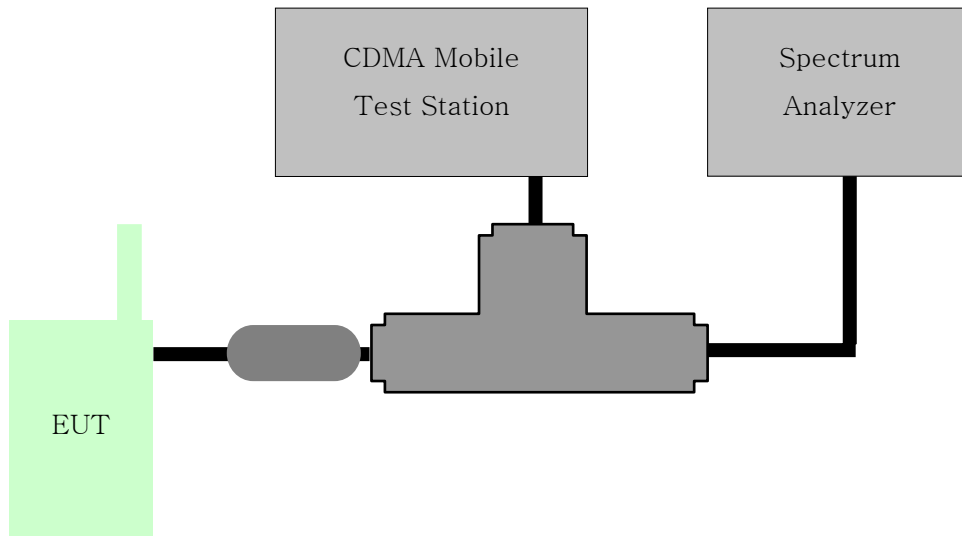 CDMA Mobile
Test Station
Spectrum
Analyzer
EUT